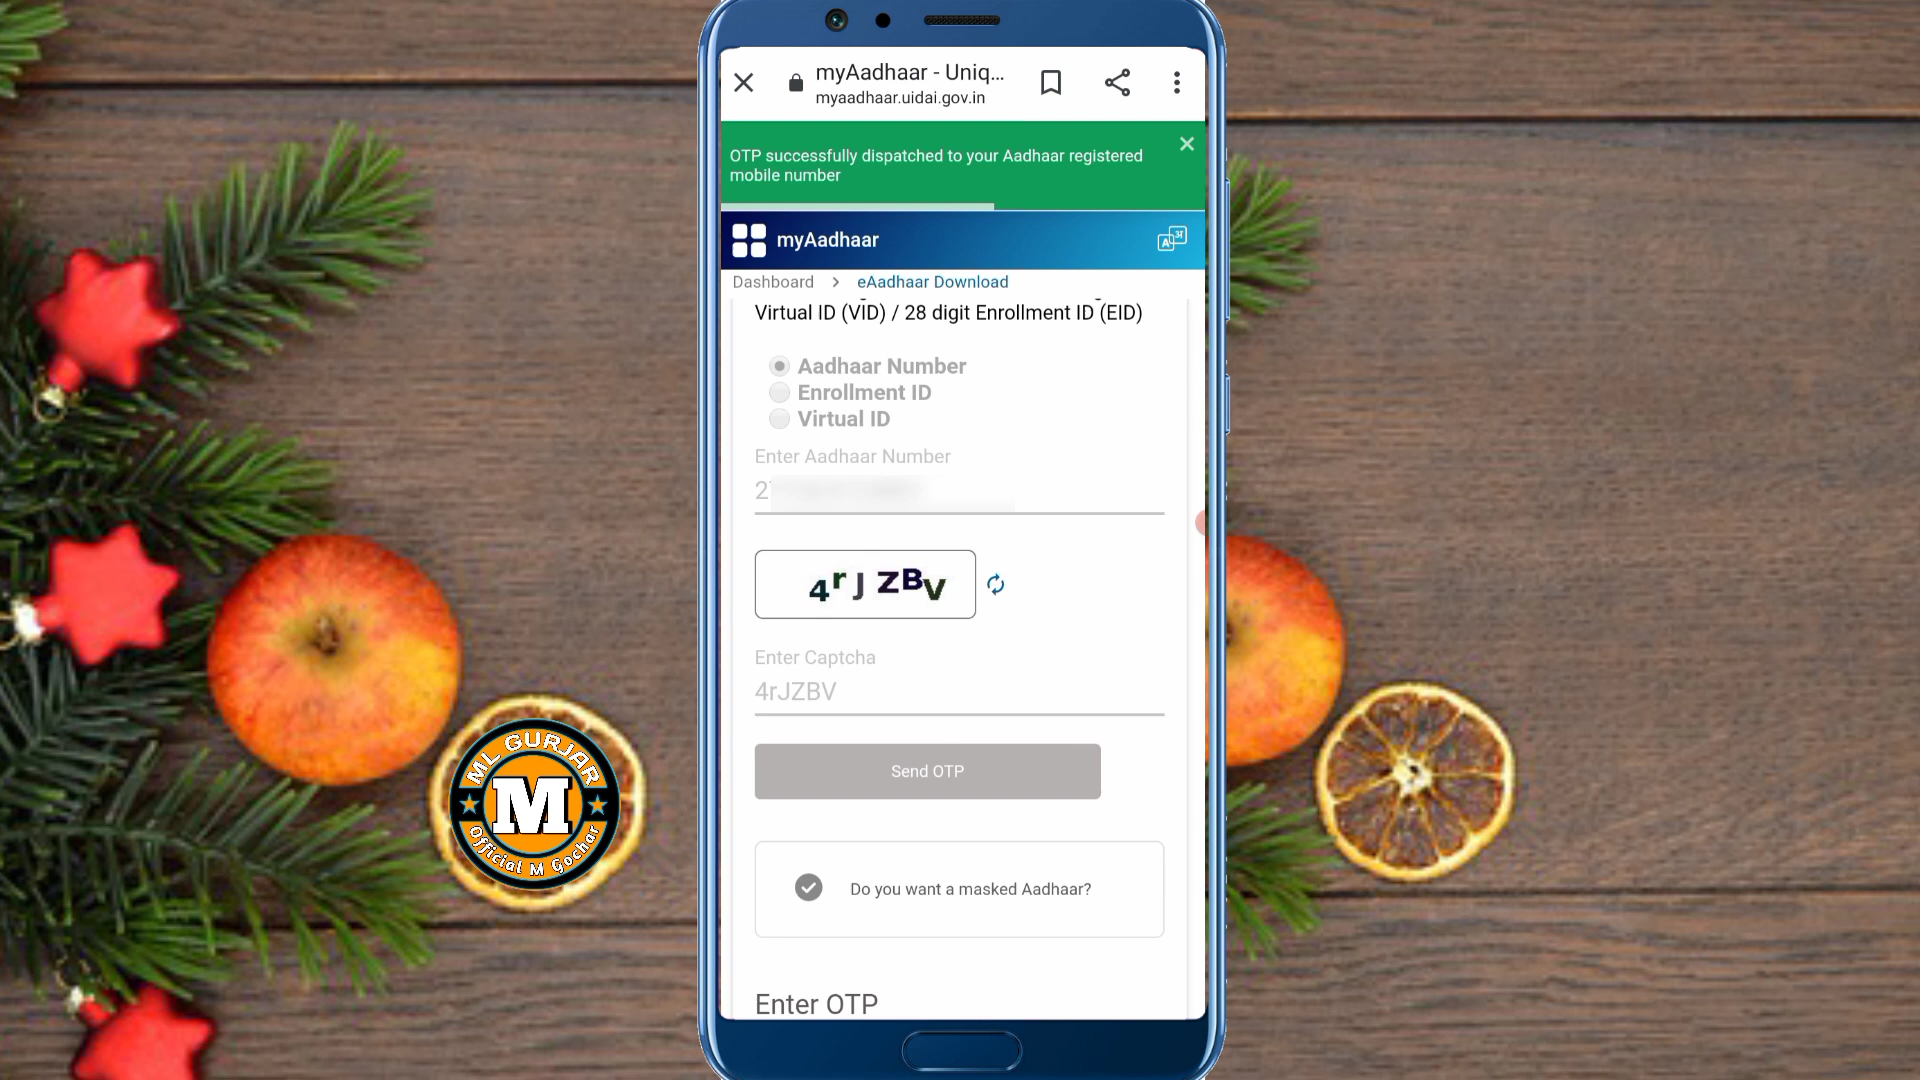 myAadhaar - Uniq...
myaadhaar.uidai.gov.in
OTP successfully dispatched to your Aadhaar registered
mobile number
myAadhaar
A अ
Dashboard > eAadhaar Download
Virtual ID (VID) / 28 digit Enrollment ID (EID)
Aadhaar Number
Enrollment ID
Virtual ID
Enter Aadhaar Number
2
4rJZBV
Enter Captcha
4rJZBV
Send OTP
Do you want a masked Aadhaar?
Enter OTP
ML GURJAR
M
Official M Gochar